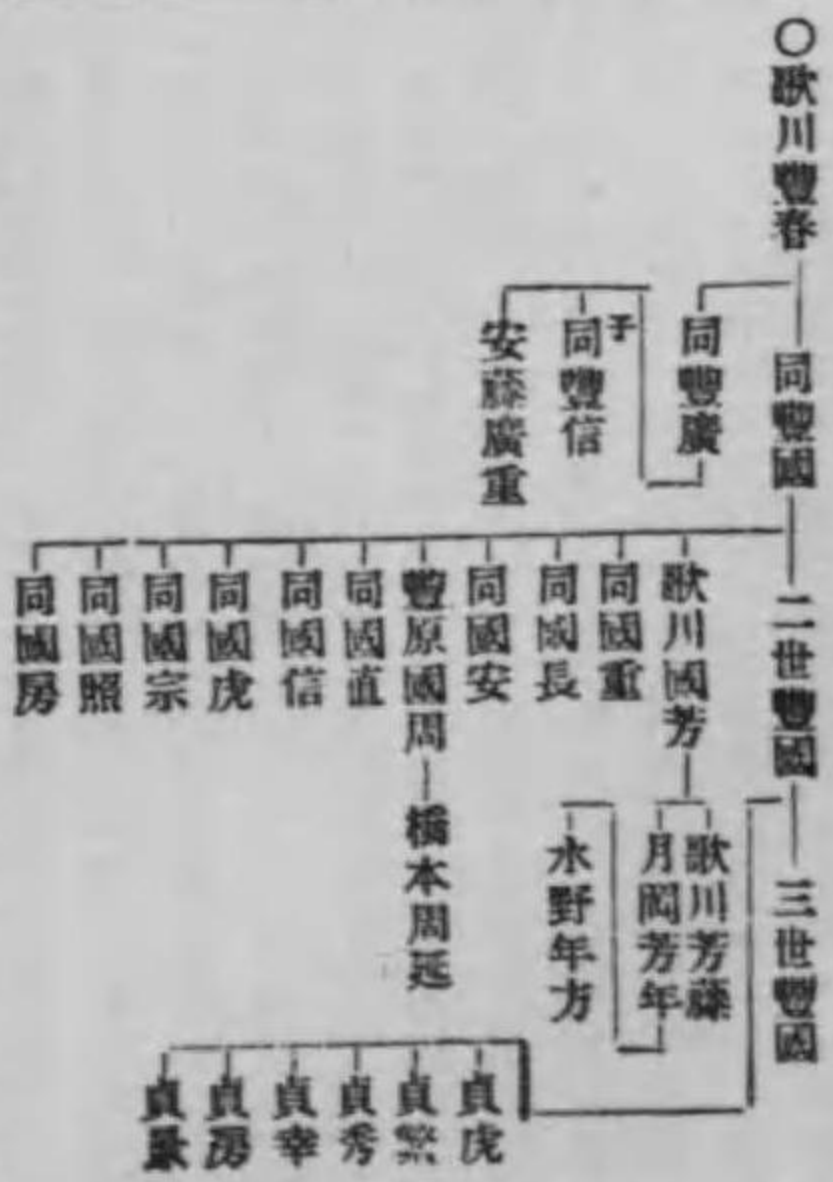 〇歌川豐春
同豐國
二世豐國
三世豐國
同豐廣
子
同豐信
安藤廣重
歌川國芳
歌川芳藤
月岡芳年
水野年方
同國重
同國長
同國安
豐原國周
橋本周延
同國直
同國信
同國虎
同國宗
同國照
同國房
貞虎
貞繁
貞秀
貞幸
貞房
貞景